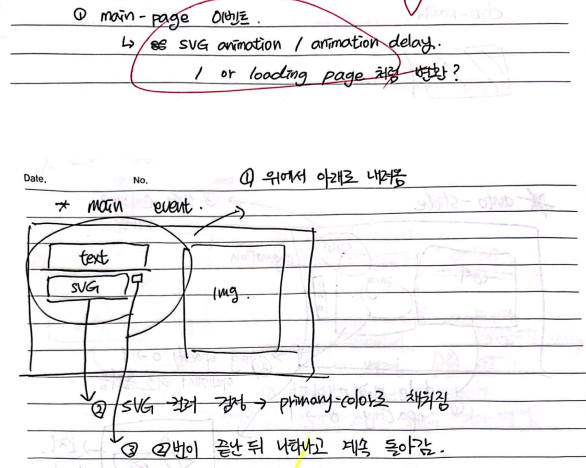 ① main-page 이벤트.
↳ SVG animation / animation delay.
/ or loading page 처럼 변환?
Date. No.
① 위에서 아래로 내려옴
* main event.
text
SVG
img.
② SVG 컬러 검정 → primary-color로 채워짐
③ ②번이 끝난 뒤 나타나고 계속 돌아감.